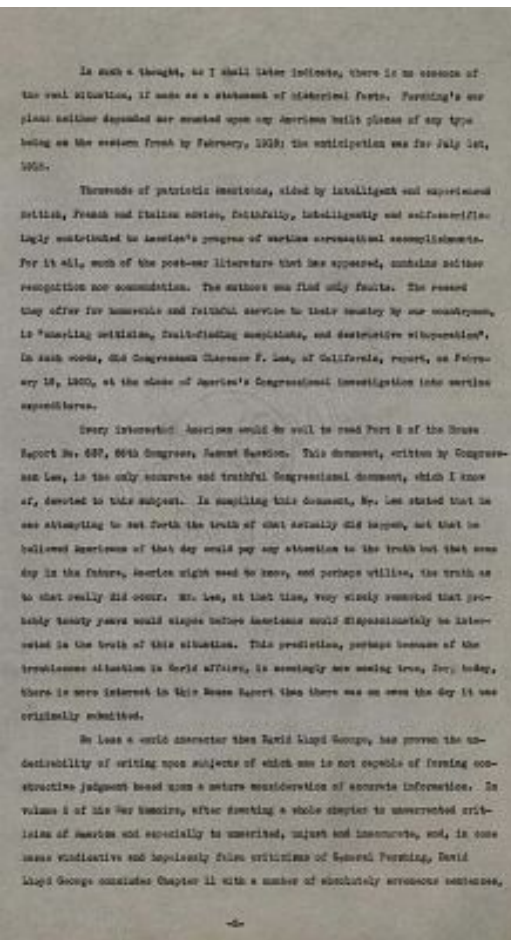 In such a thought, as I shall later indicate, there is no essence of
the real situation, if made as a statement of historical facts. Pershing's war
plans neither depended nor counted upon any American built planes of any type
being on the western front by February, 1918; the anticipation was for July 1st,
1918.
Thousands of patriotic Americans, aided by intelligent and experienced
British, French and Italian advice, faithfully, intelligently and self-sacrific-
ingly contributed to America's progress of wartime aeronautical accomplishments.
For it all, much of the post-war literature that has appeared, contains neither
recognition nor commendation. The authors can find only faults. The reward
they offer for honorable and faithful service to their country by our countrymen,
is "snarling criticism, fault-finding complaints, and destructive vituperation".
In such words, did Congressman Clarence F. Lea, of California, report, on Febru-
ary 16, 1920, at the close of America's Congressional investigation into wartime
expenditures.
Every interested American would do well to read Part 2 of the House
Report No. 637, 66th Congress, Second Session. This document, written by Congress-
man Lea, is the only accurate and truthful Congressional document, which I know
of, devoted to this subject. In compiling this document, Mr. Lea stated that he
was attempting to set forth the truth of what actually did happen, not that he
believed Americans of that day would pay any attention to the truth but that some
day in the future, America might need to know, and perhaps utilize, the truth as
to what really did occur. Mr. Lea, at that time, very wisely remarked that pro-
bably twenty years would elapse before Americans would dispassionately be inter-
ested in the truth of this situation. This prediction, perhaps because of the
troublesome situation in World affairs, is seemingly now coming true, for, today,
there is more interest in this House Report than there was on even the day it was
originally submitted.
No less a world character than David Lloyd George, has proven the un-
desirability of writing upon subjects of which one is not capable of forming con-
structive judgment based upon a mature consideration of accurate information. In
volume 5 of his War Memoirs, after devoting a whole chapter to unwarranted crit-
icism of America and especially to unmerited, unjust and inaccurate, and, in some
cases vindicative and hopelessly false criticisms of General Pershing, David
Lloyd George concludes Chapter 11 with a number of absolutely erroneous sentences,
-2-